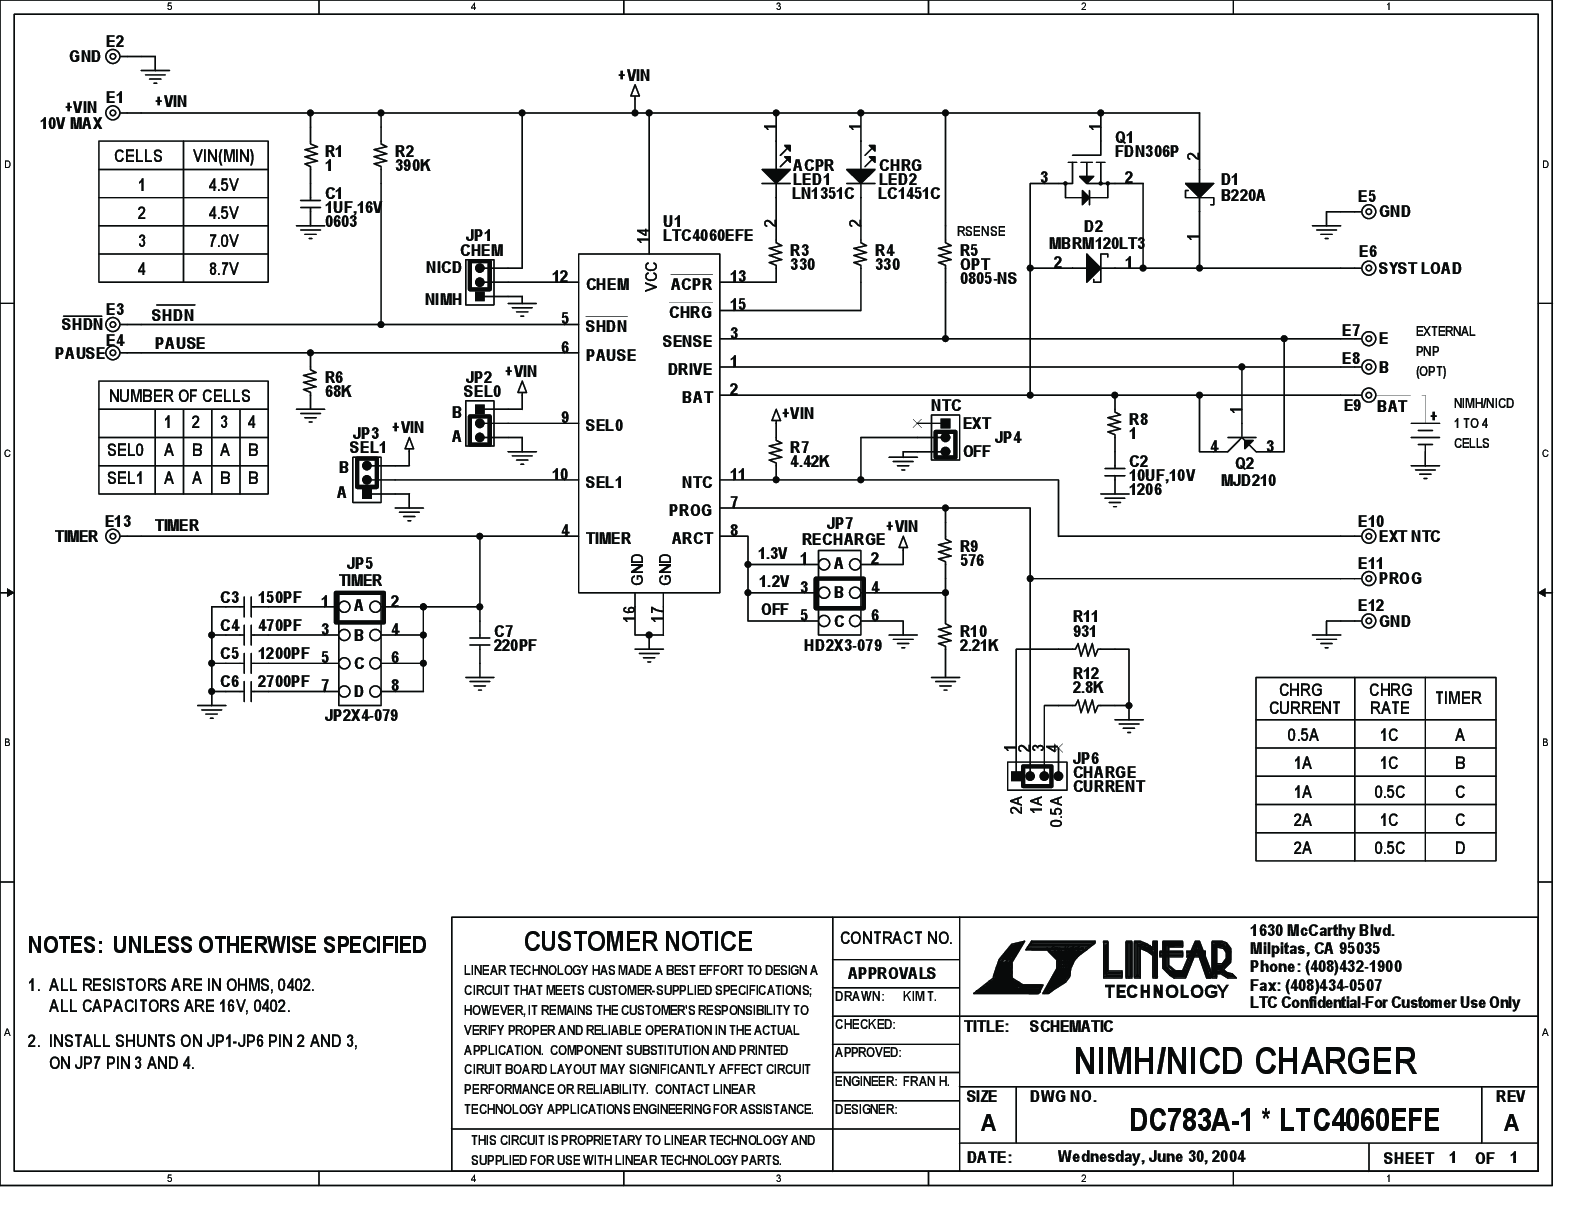 5 4 3 2 1
E2
GND
E1
+VIN
+VIN
10V MAX
+VIN
CELLS VIN(MIN)
1 4.5V
2 4.5V
3 7.0V
4 8.7V
R1
1
R2
390K
C1
1UF,16V
0603
JP1
CHEM
NICD
NIMH
U1
LTC4060EFE
14
VCC
12 CHEM
5 SHDN
6 PAUSE
9 SEL0
10 SEL1
4 TIMER
GND GND
16 17
ACPR 13
CHRG 15
SENSE 3
DRIVE 1
BAT 2
NTC 11
PROG 7
ARCT 8
1
ACPR
LED1
LN1351C
2
R3
330
1
CHRG
LED2
LC1451C
2
R4
330
RSENSE
R5
OPT
0805-NS
1
Q1
FDN306P
3 2
D2
MBRM120LT3
2 1
2
D1
B220A
1
E5
GND
E6
SYST LOAD
E3
SHDN
SHDN
E4
PAUSE
PAUSE
R6
68K
NUMBER OF CELLS
1 2 3 4
SEL0 A B A B
SEL1 A A B B
JP2
SEL0
+VIN
B
A
JP3
SEL1
+VIN
B
A
E7
E
E8
B
E9
BAT
EXTERNAL
PNP
(OPT)
NIMH/NICD
1 TO 4
CELLS
+
1
4 3
Q2
MJD210
R8
1
C2
10UF,10V
1206
NTC
EXT
JP4
OFF
+VIN
R7
4.42K
E13
TIMER
TIMER
JP5
TIMER
C3 150PF 1 A 2
C4 470PF 3 B 4
C5 1200PF 5 C 6
C6 2700PF 7 D 8
JP2X4-079
C7
220PF
JP7
RECHARGE
+VIN
1.3V 1 A 2
1.2V 3 B 4
OFF 5 C 6
HD2X3-079
R9
576
R10
2.21K
E10
EXT NTC
E11
PROG
E12
GND
R11
931
R12
2.8K
1 2 3 4
JP6
CHARGE
CURRENT
2A 1A 0.5A
CHRG CURRENT CHRG RATE TIMER
0.5A 1C A
1A 1C B
1A 0.5C C
2A 1C C
2A 0.5C D
D D
C C
B B
A A
NOTES: UNLESS OTHERWISE SPECIFIED
1. ALL RESISTORS ARE IN OHMS, 0402.
ALL CAPACITORS ARE 16V, 0402.
2. INSTALL SHUNTS ON JP1-JP6 PIN 2 AND 3,
ON JP7 PIN 3 AND 4.
CUSTOMER NOTICE
LINEAR TECHNOLOGY HAS MADE A BEST EFFORT TO DESIGN A
CIRCUIT THAT MEETS CUSTOMER-SUPPLIED SPECIFICATIONS;
HOWEVER, IT REMAINS THE CUSTOMER'S RESPONSIBILITY TO
VERIFY PROPER AND RELIABLE OPERATION IN THE ACTUAL
APPLICATION. COMPONENT SUBSTITUTION AND PRINTED
CIRUIT BOARD LAYOUT MAY SIGNIFICANTLY AFFECT CIRCUIT
PERFORMANCE OR RELIABILITY. CONTACT LINEAR
TECHNOLOGY APPLICATIONS ENGINEERING FOR ASSISTANCE.
THIS CIRCUIT IS PROPRIETARY TO LINEAR TECHNOLOGY AND
SUPPLIED FOR USE WITH LINEAR TECHNOLOGY PARTS.
CONTRACT NO.
APPROVALS
DRAWN: KIM T.
CHECKED:
APPROVED:
ENGINEER: FRAN H.
DESIGNER:
LINEAR
TECHNOLOGY
1630 McCarthy Blvd.
Milpitas, CA 95035
Phone: (408)432-1900
Fax: (408)434-0507
LTC Confidential-For Customer Use Only
TITLE: SCHEMATIC
NIMH/NICD CHARGER
SIZE
A
DWG NO.
DC783A-1 * LTC4060EFE
REV
A
DATE: Wednesday, June 30, 2004
SHEET 1 OF 1
5 4 3 2 1